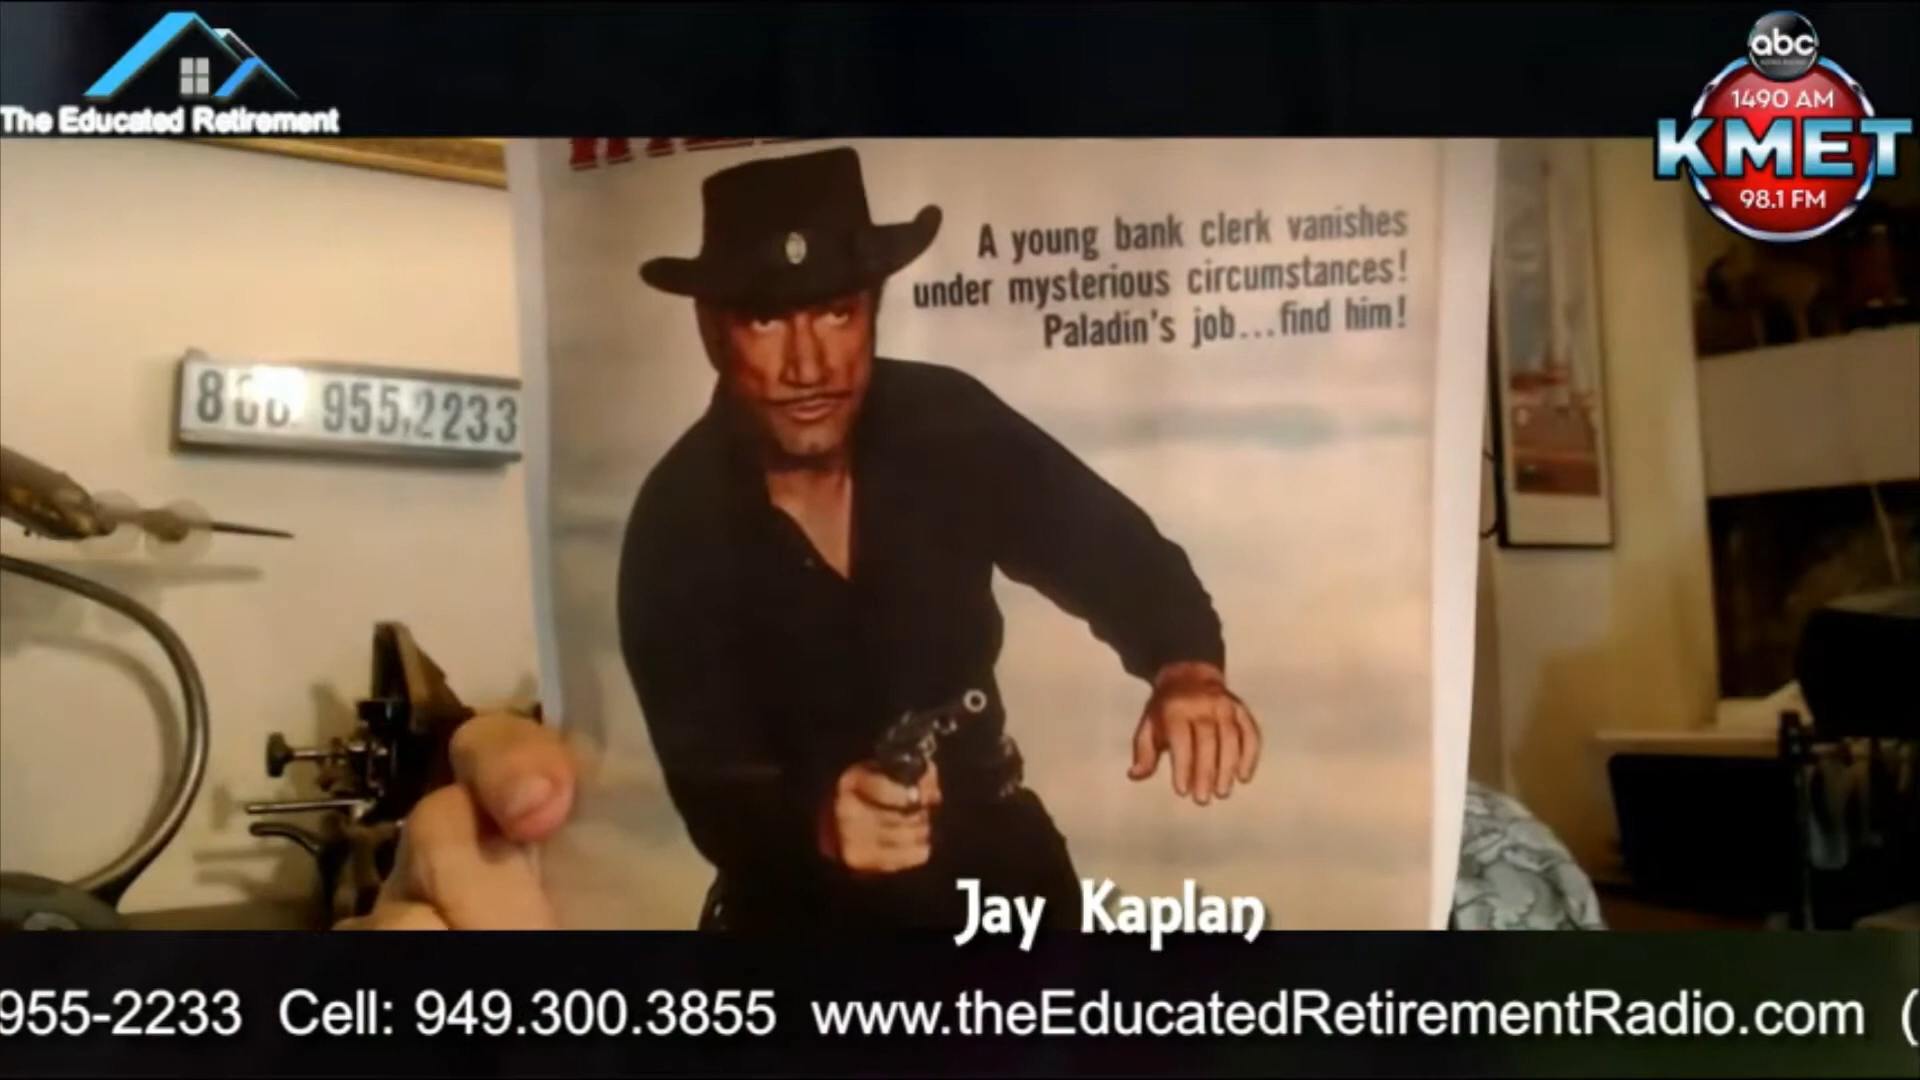 The Educated Retirement
abc
1490 AM
KMET
98.1 FM
A young bank clerk vanishes
under mysterious circumstances!
Paladin's job...find him!
800. 955.2233
Jay Kaplan
955-2233 Cell: 949.300.3855 www.theEducatedRetirementRadio.com (